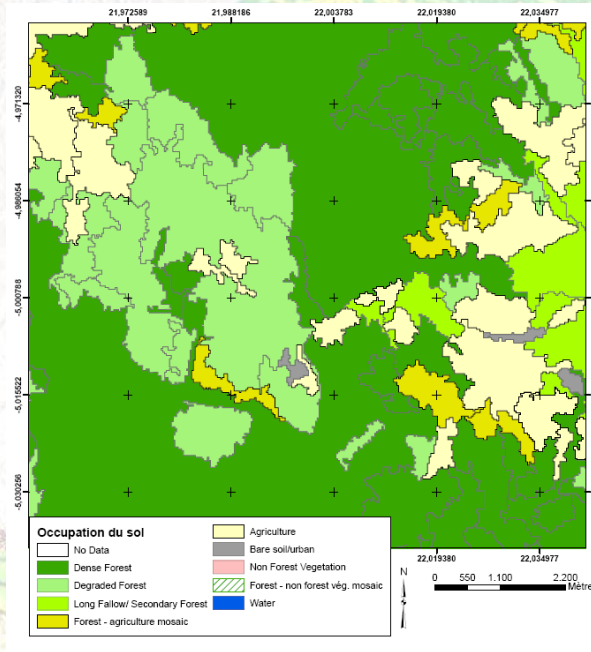 21,972589 21,988186 22,003783 22,019380 22,034977
-4,971320
-4,986054
-5,000788
-5,015522
-5,030256
22,019380 22,034977
Occupation du sol
No Data
Dense Forest
Degraded Forest
Long Fallow/ Secondary Forest
Forest - agriculture mosaic
Agriculture
Bare soil/urban
Non Forest Vegetation
Forest - non forest vég. mosaic
Water
N
0 550 1.100 2.200
Mètre